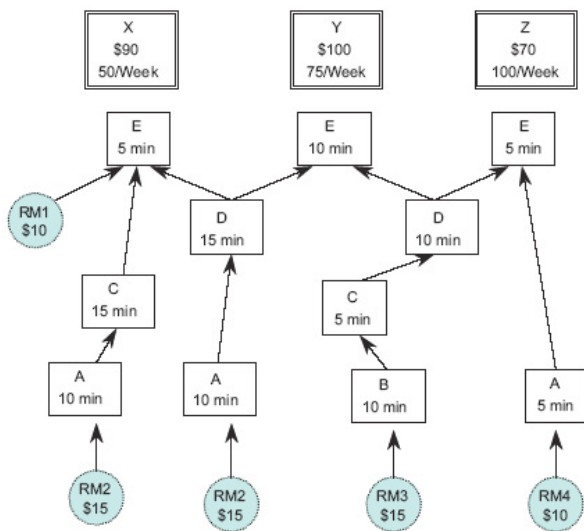 X
$90
50/Week
Y
$100
75/Week
Z
$70
100/Week
E
5 min
E
10 min
E
5 min
RM1
$10
D
15 min
D
10 min
C
15 min
C
5 min
A
10 min
A
10 min
B
10 min
A
5 min
RM2
$15
RM2
$15
RM3
$15
RM4
$10